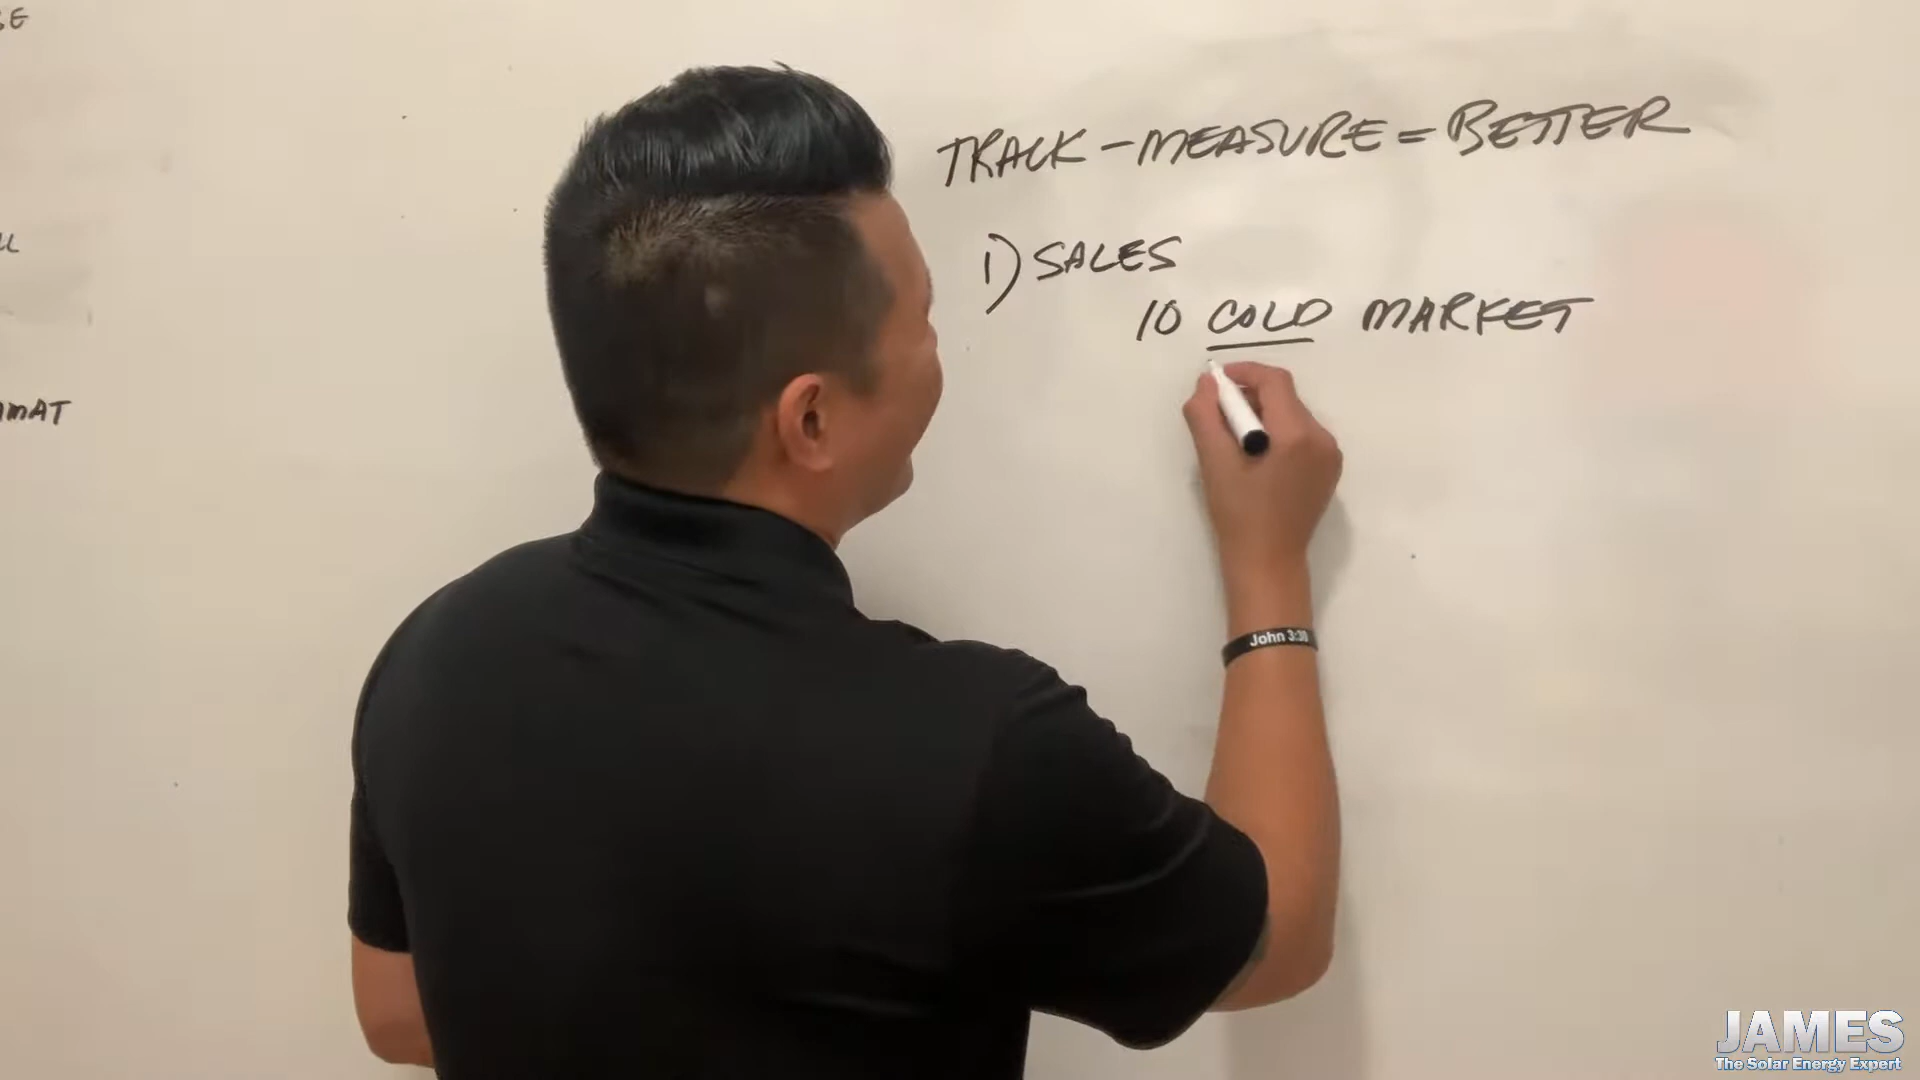 TRACK - MEASURE = BETTER
1) SALES
10 COLD MARKET
John 3:30
JAMES
The Solar Energy Expert